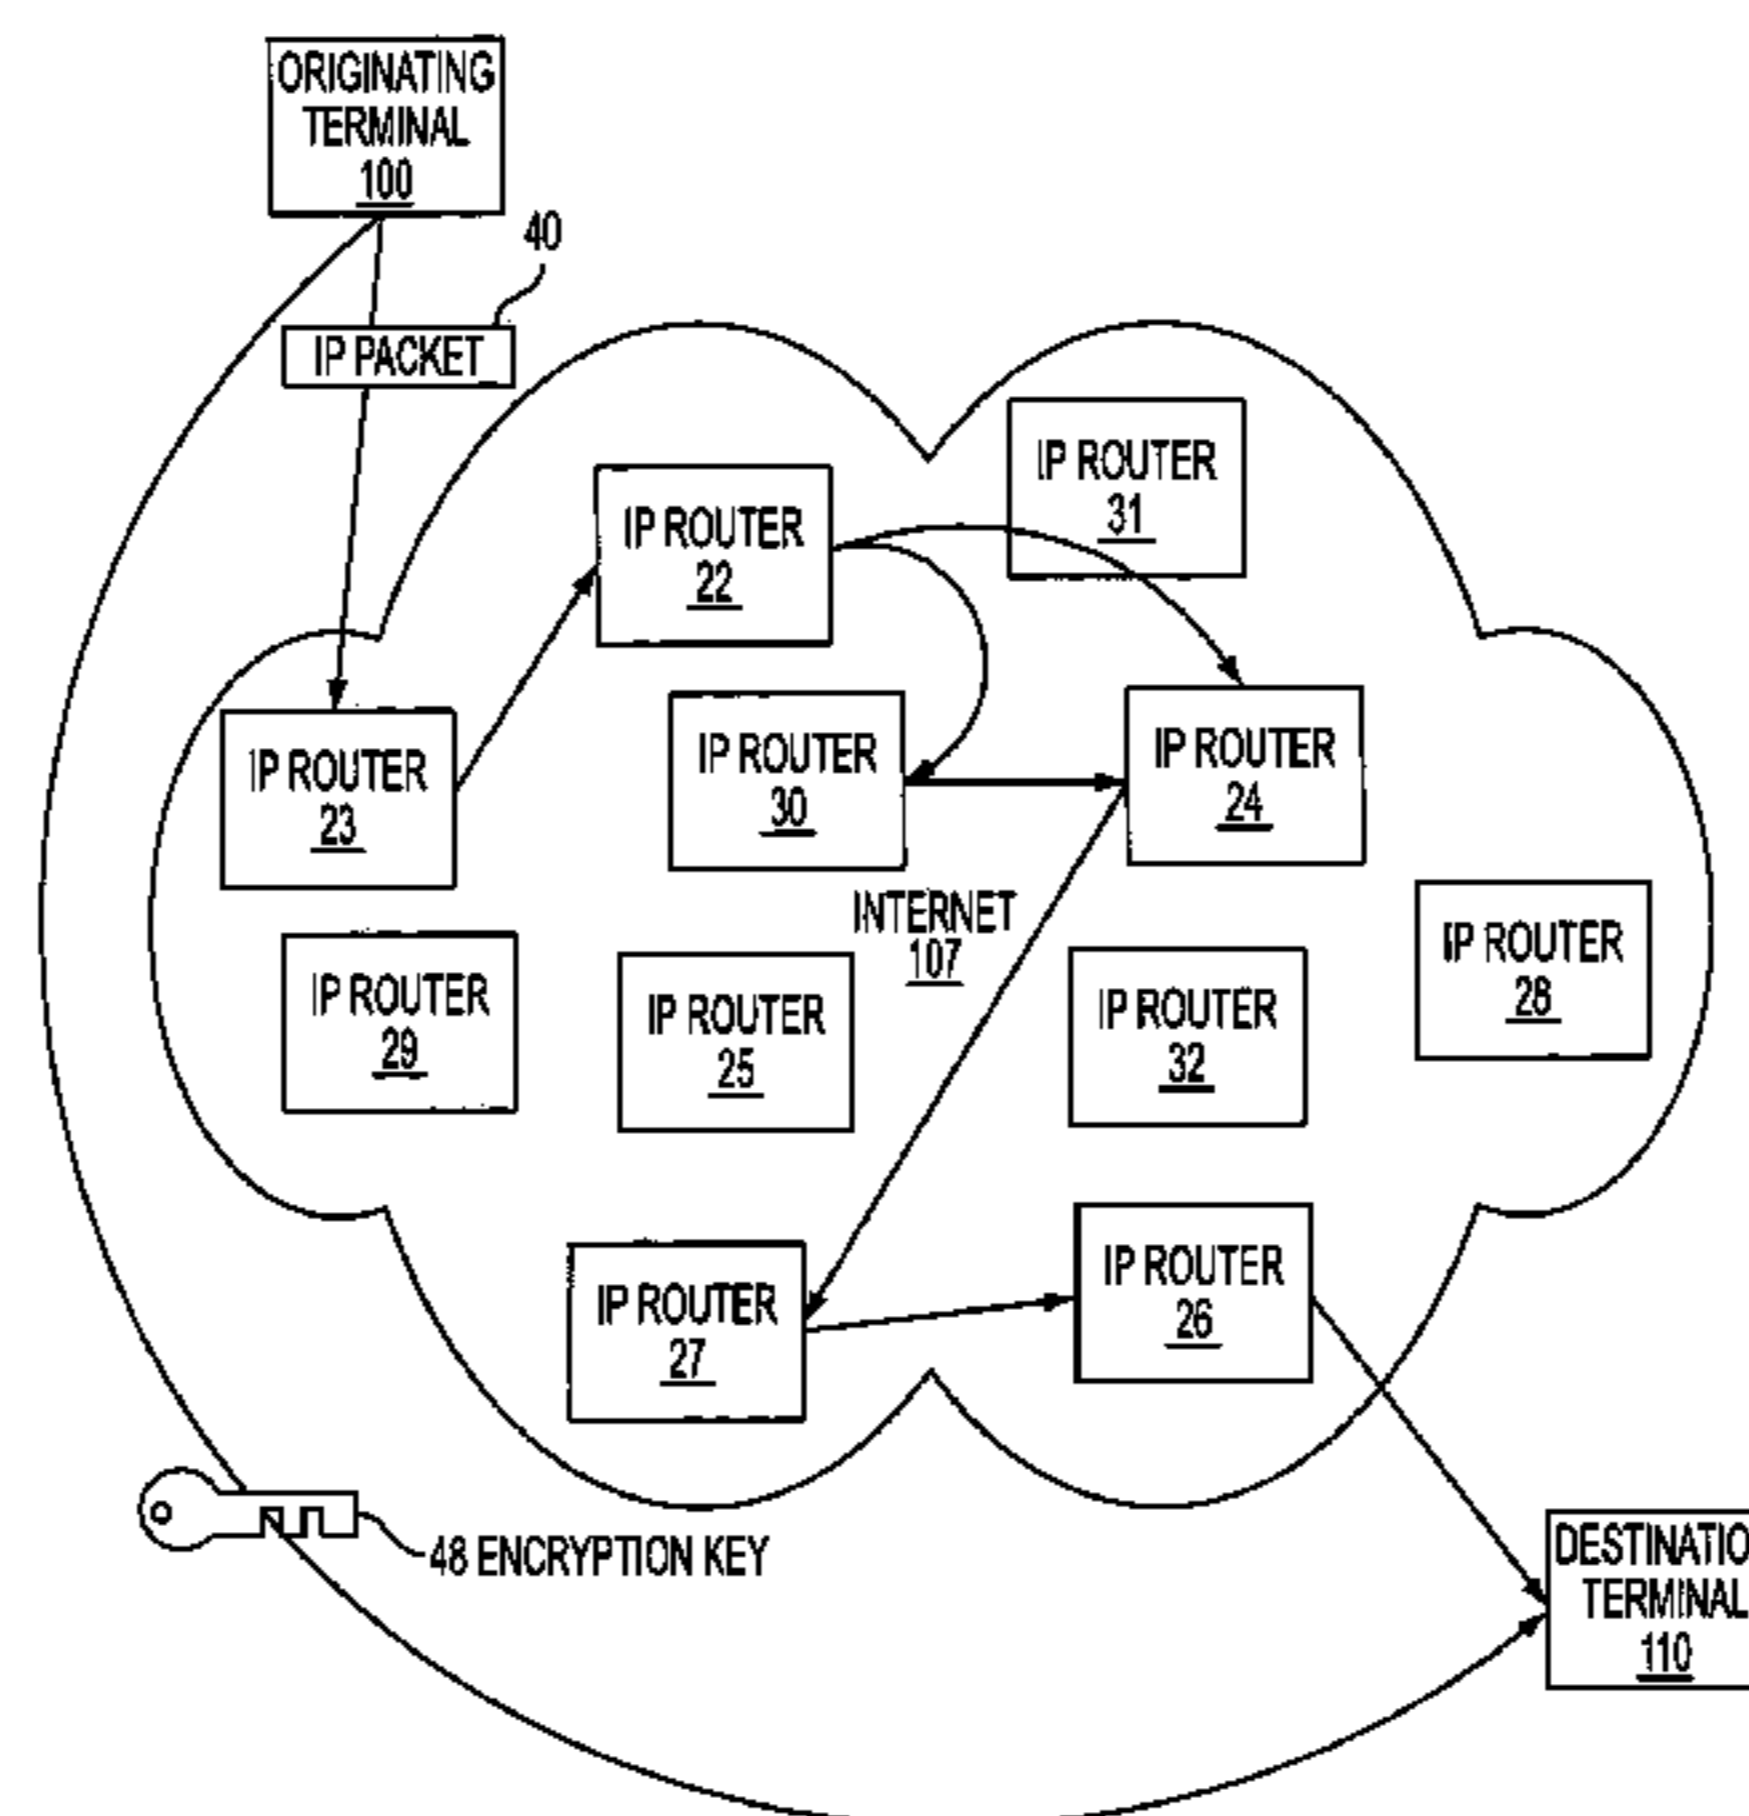 ORIGINATING
TERMINAL
100
40
IP PACKET
IP ROUTER
31
IP ROUTER
22
IP ROUTER
23
IP ROUTER
30
IP ROUTER
24
INTERNET
107
IP ROUTER
28
IP ROUTER
29
IP ROUTER
25
IP ROUTER
32
IP ROUTER
27
IP ROUTER
26
48 ENCRYPTION KEY
DESTINATIO
TERMINAL
110